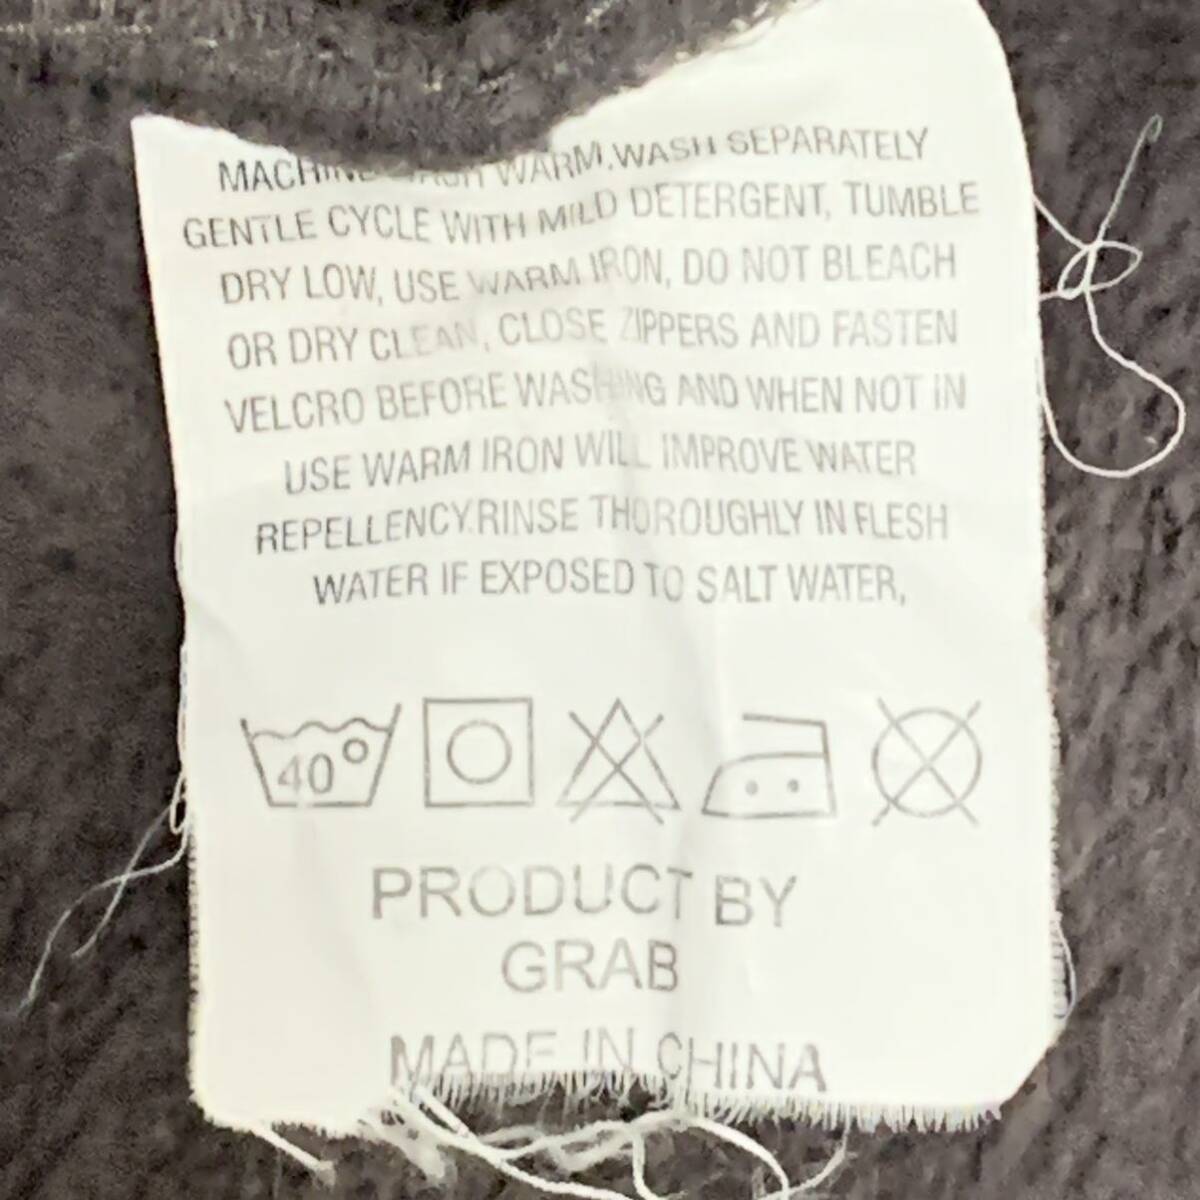 MACHINE WASH WARM.WASH SEPARATELY
GENTLE CYCLE WITH MILD DETERGENT, TUMBLE
DRY LOW, USE WARM IRON, DO NOT BLEACH
OR DRY CLEAN, CLOSE ZIPPERS AND FASTEN
VELCRO BEFORE WASHING AND WHEN NOT IN
USE WARM IRON WILL IMPROVE WATER
REPELLENCY.RINSE THOROUGHLY IN FLESH
WATER IF EXPOSED TO SALT WATER,
40°
PRODUCT BY
GRAB
MADE IN CHINA